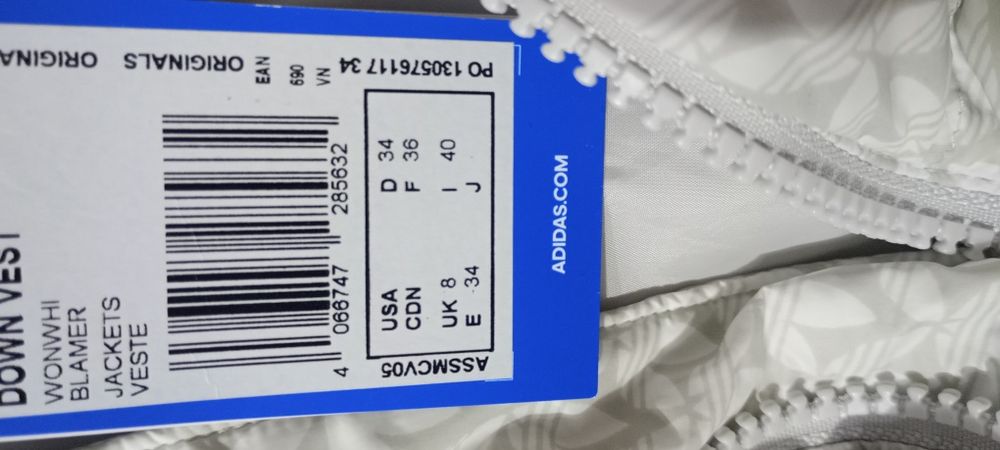 DOWN VEST
WONWHI
BLAMER
JACKETS
VESTE
ORIGINA
ORIGINALS
EAN
690
VN
4 066747 285632
PO 130576117 34
USA
CDN
D 34
F 36
UK 8
I 40
E 34
J
ASSMCV05
ADIDAS.COM